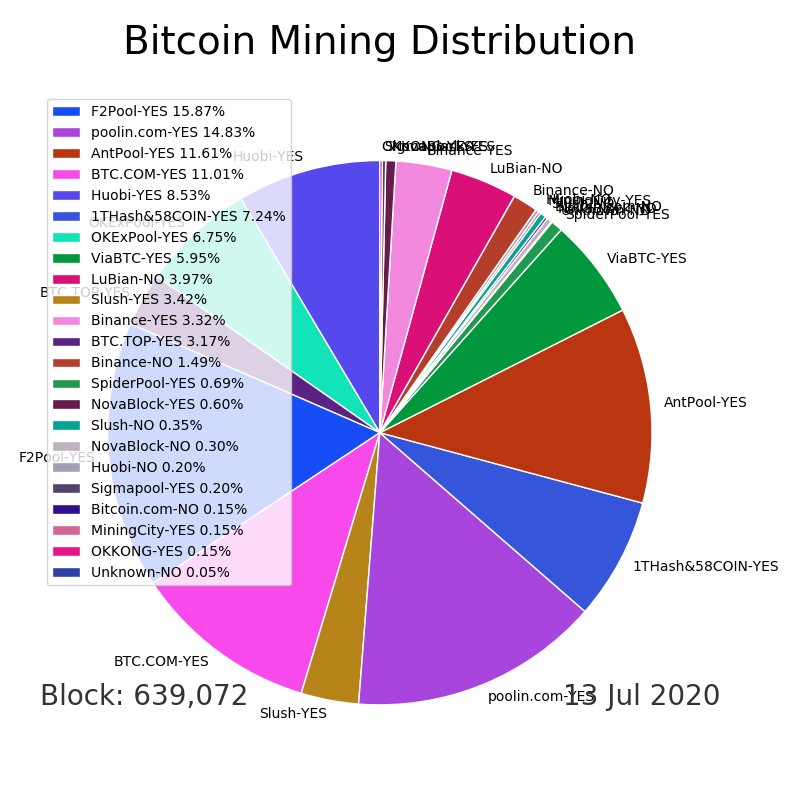 Bitcoin Mining Distribution
F2Pool-YES 15.87%
poolin.com-YES 14.83%
AntPool-YES 11.61%
BTC.COM-YES 11.01%
Huobi-YES 8.53%
1THash&58COIN-YES 7.24%
OKExPool-YES 6.75%
ViaBTC-YES 5.95%
LuBian-NO 3.97%
Slush-YES 3.42%
Binance-YES 3.32%
BTC.TOP-YES 3.17%
Binance-NO 1.49%
SpiderPool-YES 0.69%
NovaBlock-YES 0.60%
Slush-NO 0.35%
NovaBlock-NO 0.30%
Huobi-NO 0.20%
Sigmapool-YES 0.20%
Bitcoin.com-NO 0.15%
MiningCity-YES 0.15%
OKKONG-YES 0.15%
Unknown-NO 0.05%
Huobi-YES
OKExPool-YES
BTC.TOP-YES
F2Pool-YES
BTC.COM-YES
Slush-YES
poolin.com-YES
1THash&58COIN-YES
AntPool-YES
ViaBTC-YES
SpiderPool-YES
Binance-NO
LuBian-NO
Binance-YES
Block: 639,072
13 Jul 2020